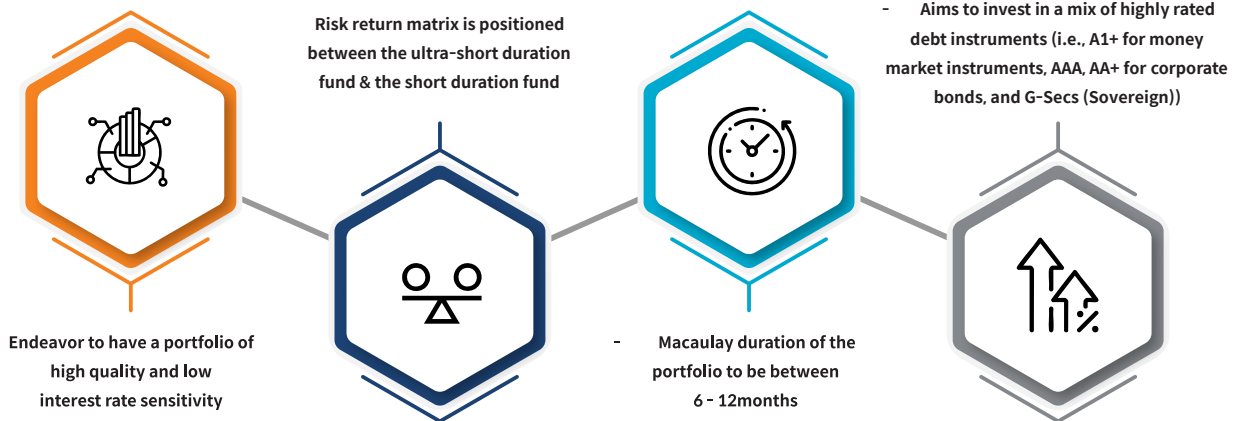 Endeavor to have a portfolio of
high quality and low
interest rate sensitivity
Risk return matrix is positioned
between the ultra-short duration
fund & the short duration fund
- Macaulay duration of the
portfolio to be between
6 - 12months
- Aims to invest in a mix of highly rated
debt instruments (i.e., A1+ for money
market instruments, AAA, AA+ for corporate
bonds, and G-Secs (Sovereign))